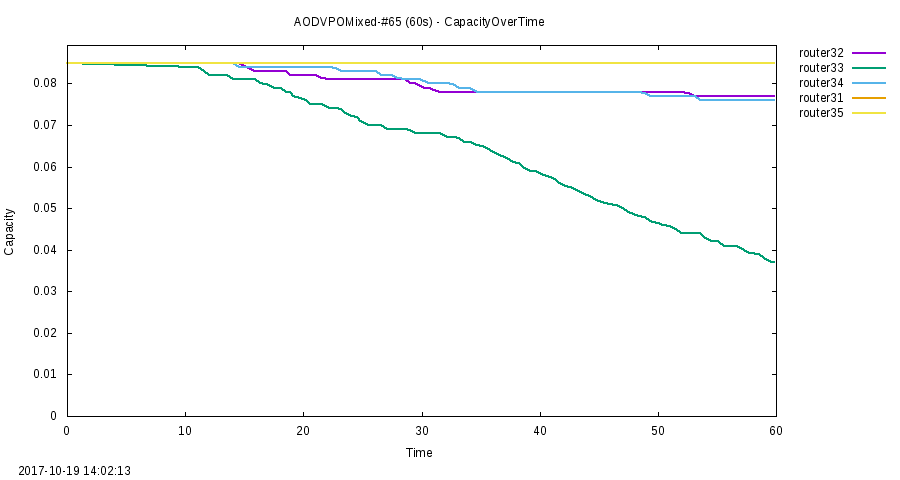 AODVPOMixed-#65 (60s) - CapacityOverTime
router32
router33
router34
router31
router35
0.08
0.07
0.06
0.05
0.04
0.03
0.02
0.01
0
Capacity
0 10 20 30 40 50 60
Time
2017-10-19 14:02:13